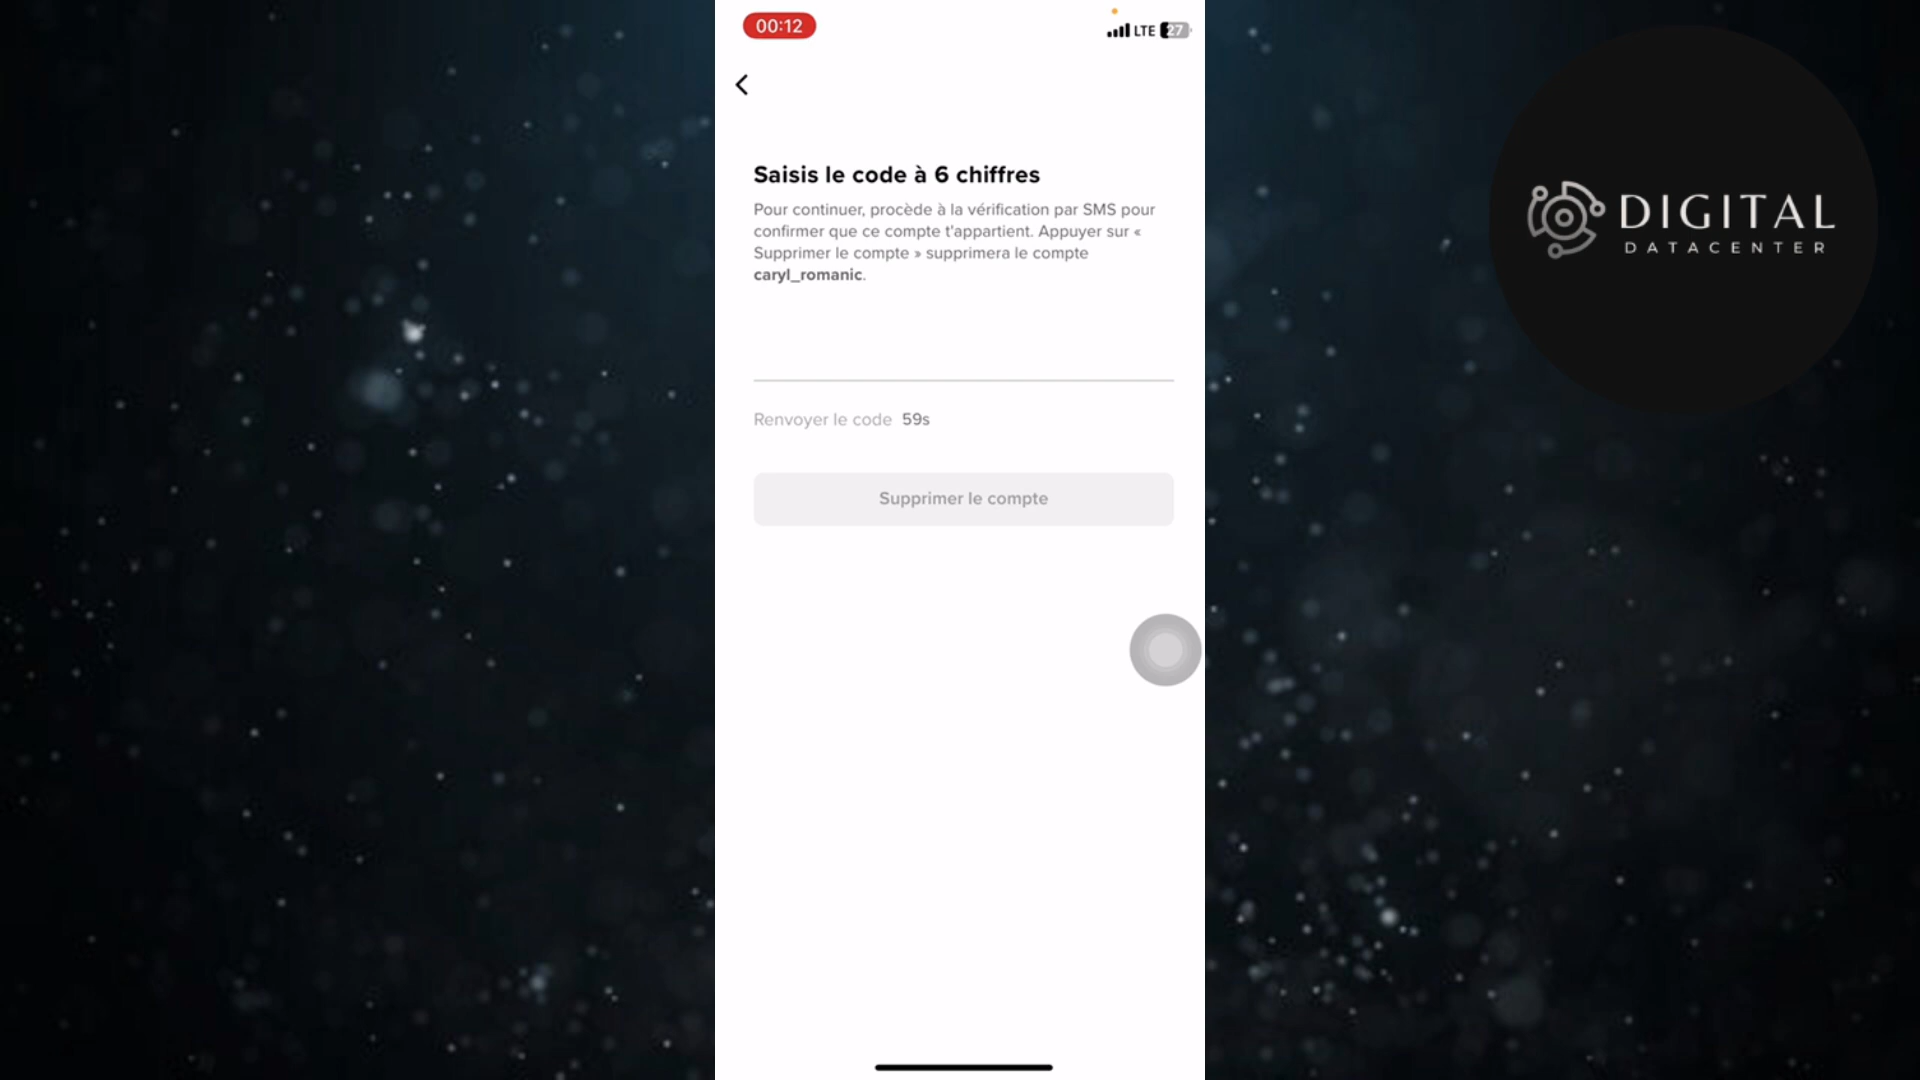 00:12
LTE 27
DIGITAL
DATACENTER
Saisis le code à 6 chiffres
Pour continuer, procède à la vérification par SMS pour
confirmer que ce compte t'appartient. Appuyer sur «
Supprimer le compte » supprimera le compte
caryl_romanic.
Renvoyer le code 59s
Supprimer le compte